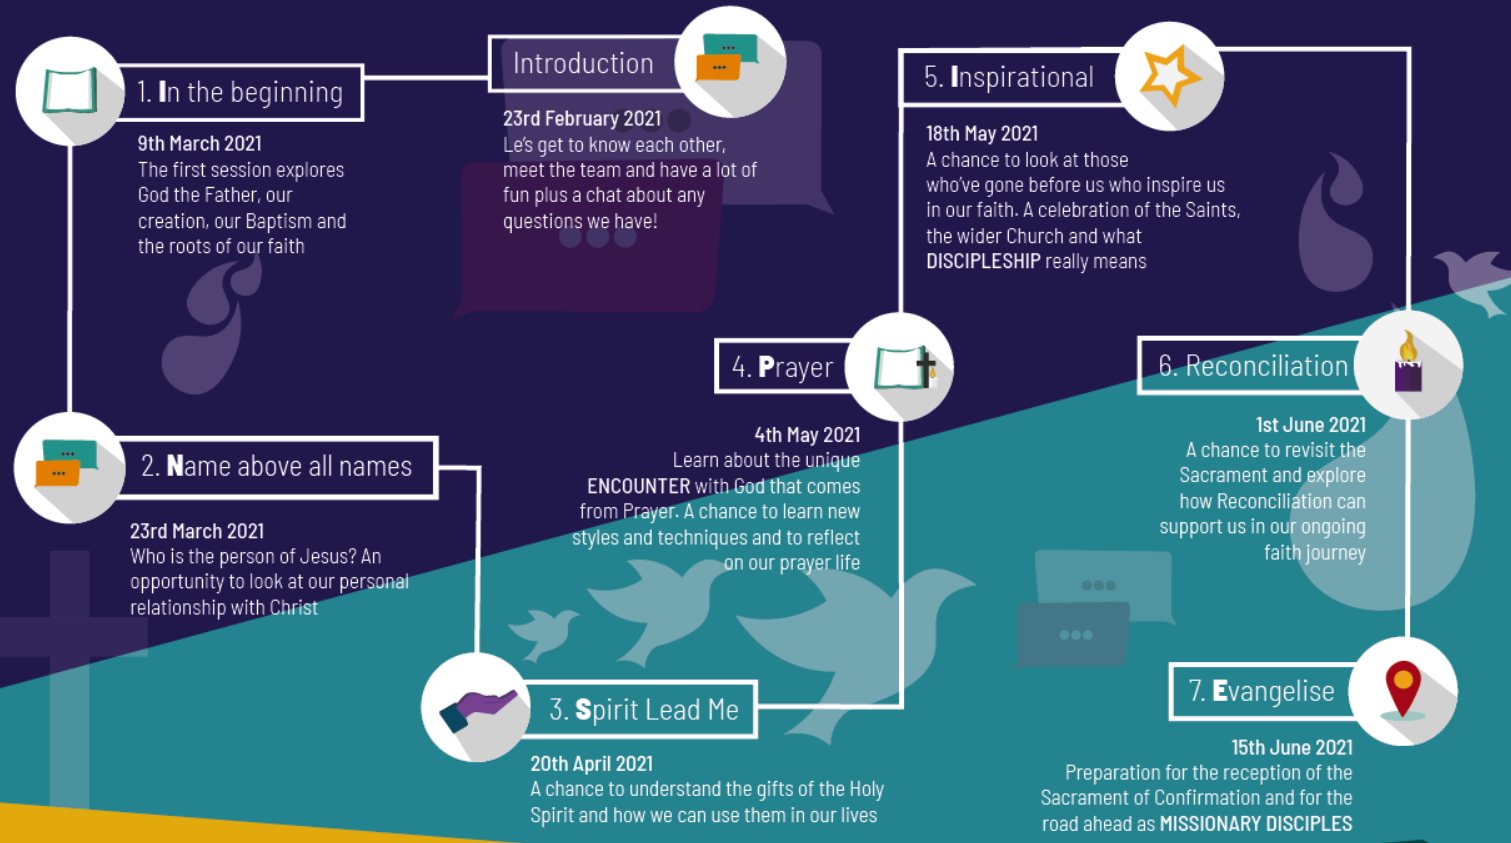 Introduction
23rd February 2021
Le's get to know each other,
meet the team and have a lot of
fun plus a chat about any
questions we have!
1. In the beginning
9th March 2021
The first session explores
God the Father, our
creation, our Baptism and
the roots of our faith
2. Name above all names
23rd March 2021
Who is the person of Jesus? An
opportunity to look at our personal
relationship with Christ
3. Spirit Lead Me
20th April 2021
A chance to understand the gifts of the Holy
Spirit and how we can use them in our lives
4. Prayer
4th May 2021
Learn about the unique
ENCOUNTER with God that comes
from Prayer. A chance to learn new
styles and techniques and to reflect
on our prayer life
5. Inspirational
18th May 2021
A chance to look at those
who've gone before us who inspire us
in our faith. A celebration of the Saints,
the wider Church and what
DISCIPLESHIP really means
6. Reconciliation
1st June 2021
A chance to revisit the
Sacrament and explore
how Reconciliation can
support us in our ongoing
faith journey
7. Evangelise
15th June 2021
Preparation for the reception of the
Sacrament of Confirmation and for the
road ahead as MISSIONARY DISCIPLES